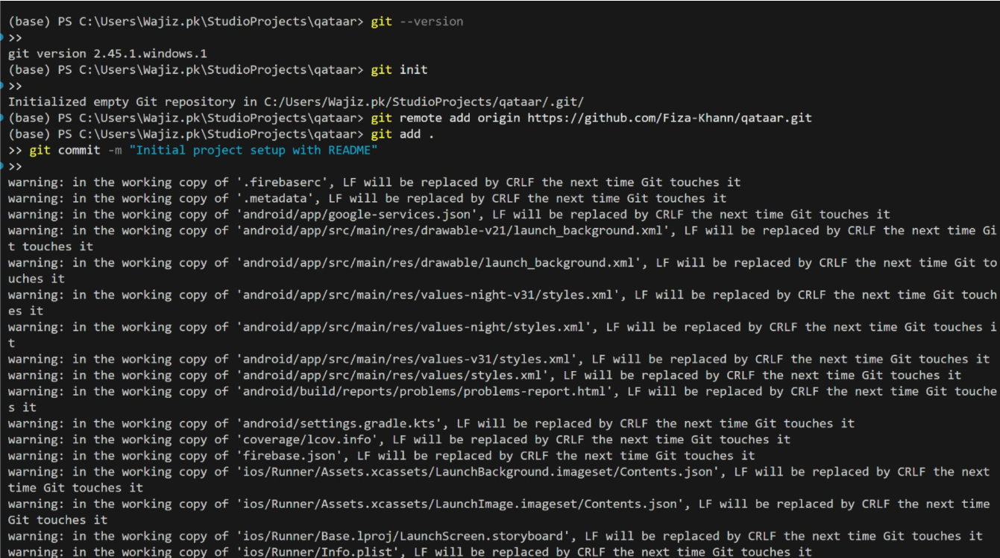 (base) PS C:\Users\Wajiz.pk\StudioProjects\qataar> git --version
>>
git version 2.45.1.windows.1
(base) PS C:\Users\Wajiz.pk\StudioProjects\qataar> git init
>>
Initialized empty Git repository in C:/Users/Wajiz.pk/StudioProjects/qataar/.git/
(base) PS C:\Users\Wajiz.pk\StudioProjects\qataar> git remote add origin https://github.com/Fiza-Khann/qataar.git
(base) PS C:\Users\Wajiz.pk\StudioProjects\qataar> git add .
>> git commit -m "Initial project setup with README"
>>
warning: in the working copy of '.firebaserc', LF will be replaced by CRLF the next time Git touches it
warning: in the working copy of '.metadata', LF will be replaced by CRLF the next time Git touches it
warning: in the working copy of 'android/app/google-services.json', LF will be replaced by CRLF the next time Git touches it
warning: in the working copy of 'android/app/src/main/res/drawable-v21/launch_background.xml', LF will be replaced by CRLF the next time Gi
t touches it
warning: in the working copy of 'android/app/src/main/res/drawable/launch_background.xml', LF will be replaced by CRLF the next time Git to
uches it
warning: in the working copy of 'android/app/src/main/res/values-night-v31/styles.xml', LF will be replaced by CRLF the next time Git touch
es it
warning: in the working copy of 'android/app/src/main/res/values-night/styles.xml', LF will be replaced by CRLF the next time Git touches i
t
warning: in the working copy of 'android/app/src/main/res/values-v31/styles.xml', LF will be replaced by CRLF the next time Git touches it
warning: in the working copy of 'android/app/src/main/res/values/styles.xml', LF will be replaced by CRLF the next time Git touches it
warning: in the working copy of 'android/build/reports/problems/problems-report.html', LF will be replaced by CRLF the next time Git touche
s it
warning: in the working copy of 'android/settings.gradle.kts', LF will be replaced by CRLF the next time Git touches it
warning: in the working copy of 'coverage/lcov.info', LF will be replaced by CRLF the next time Git touches it
warning: in the working copy of 'firebase.json', LF will be replaced by CRLF the next time Git touches it
warning: in the working copy of 'ios/Runner/Assets.xcassets/LaunchBackground.imageset/Contents.json', LF will be replaced by CRLF the next
time Git touches it
warning: in the working copy of 'ios/Runner/Assets.xcassets/LaunchImage.imageset/Contents.json', LF will be replaced by CRLF the next time
Git touches it
warning: in the working copy of 'ios/Runner/Base.lproj/LaunchScreen.storyboard', LF will be replaced by CRLF the next time Git touches it
warning: in the working copy of 'ios/Runner/Info.plist', LF will be replaced by CRLF the next time Git touches it